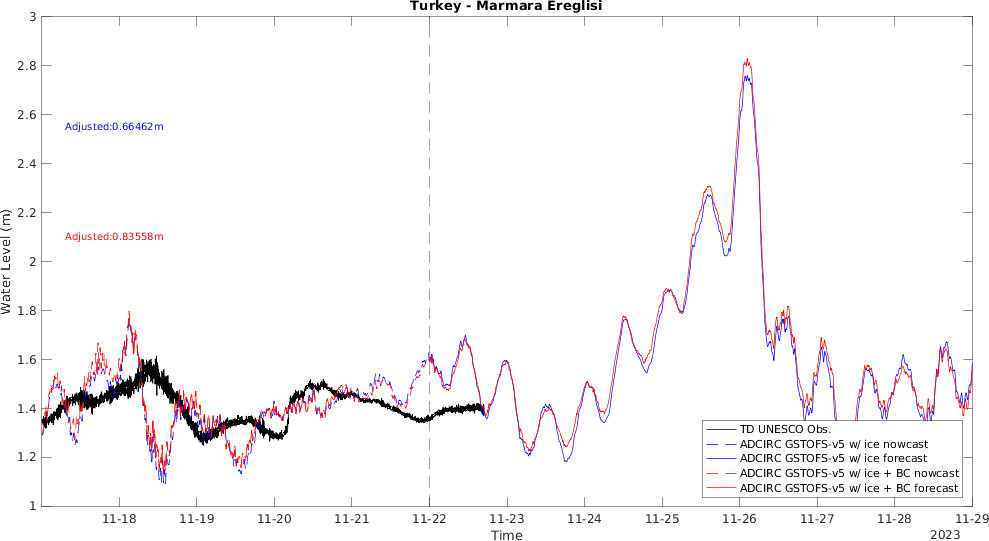 Turkey - Marmara Ereglisi
3
2.8
2.6
2.4
2.2
2
1.8
1.6
1.4
1.2
1
Water Level (m)
Adjusted:0.66462m
Adjusted:0.83558m
TD UNESCO Obs.
ADCIRC GSTOFS-v5 w/ ice nowcast
ADCIRC GSTOFS-v5 w/ ice forecast
ADCIRC GSTOFS-v5 w/ ice + BC nowcast
ADCIRC GSTOFS-v5 w/ ice + BC forecast
11-18 11-19 11-20 11-21 11-22 11-23 11-24 11-25 11-26 11-27 11-28 11-29
Time
2023